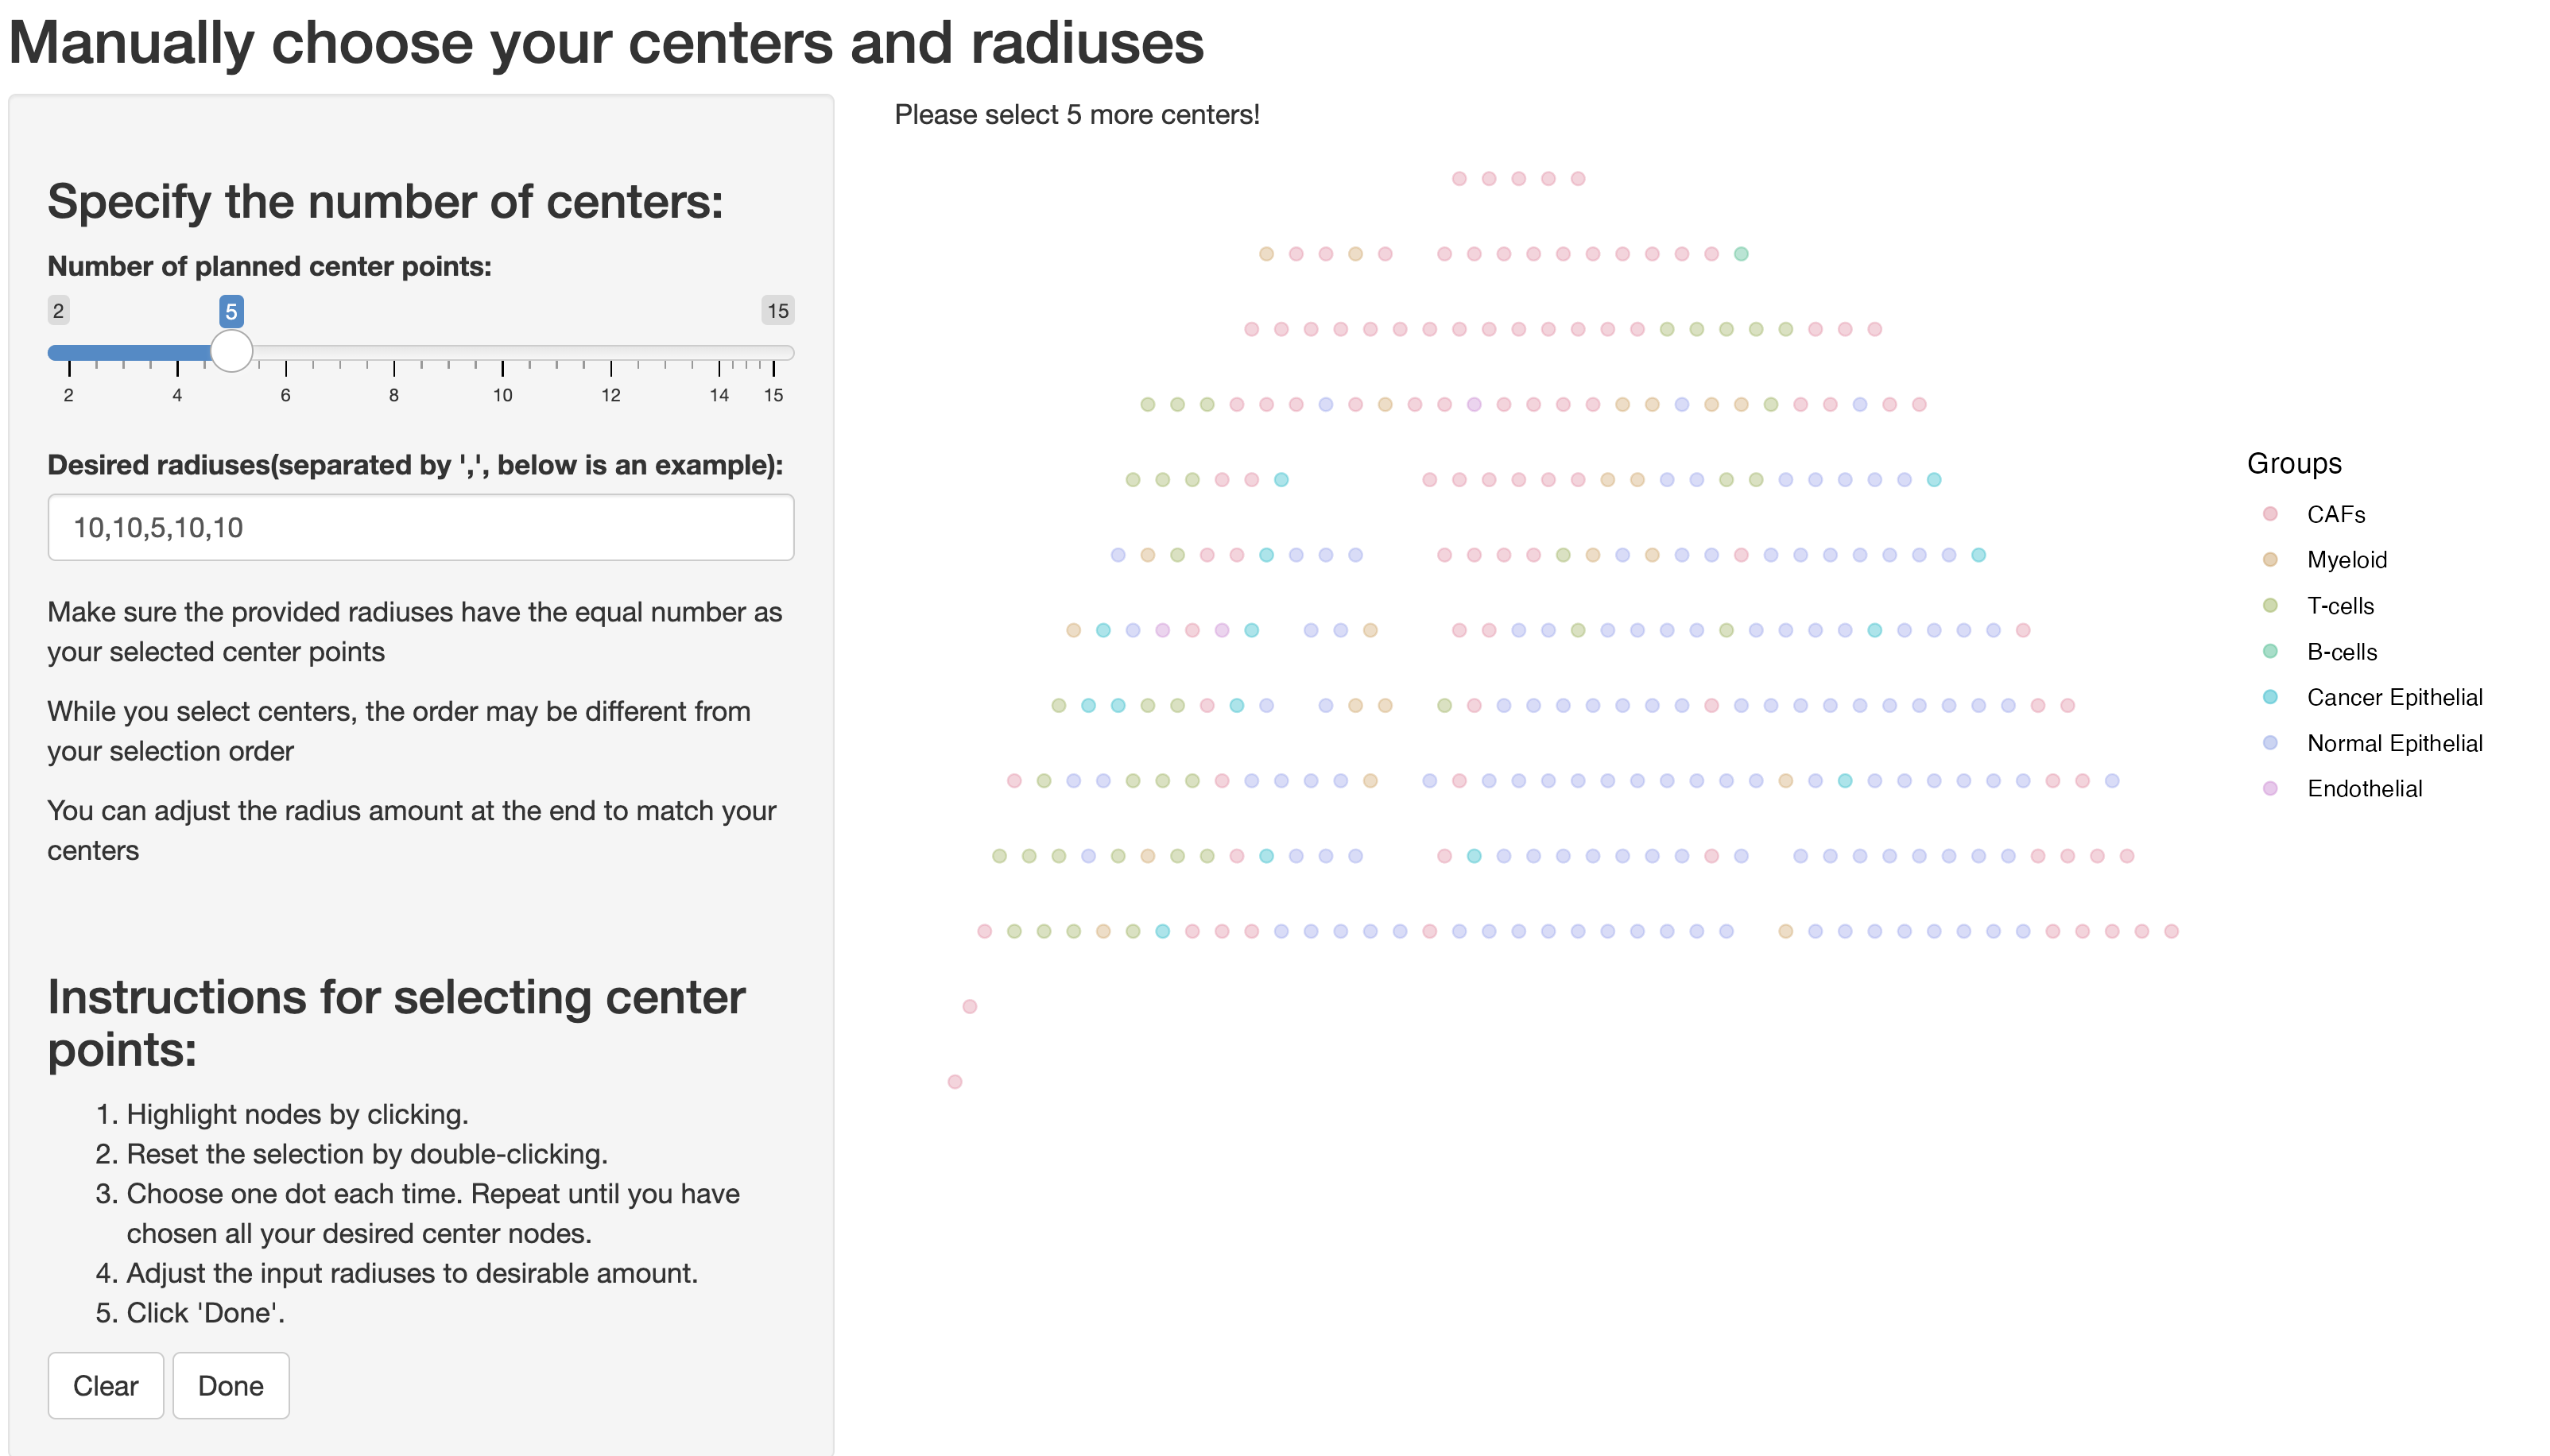 Manually choose your centers and radiuses
Specify the number of centers:
Number of planned center points:
2 5 15
2 4 6 8 10 12 14 15
Desired radiuses(separated by ',', below is an example):
10,10,5,10,10
Make sure the provided radiuses have the equal number as
your selected center points
While you select centers, the order may be different from
your selection order
You can adjust the radius amount at the end to match your
centers
Instructions for selecting center
points:
1. Highlight nodes by clicking.
2. Reset the selection by double-clicking.
3. Choose one dot each time. Repeat until you have
chosen all your desired center nodes.
4. Adjust the input radiuses to desirable amount.
5. Click 'Done'.
Clear Done
Please select 5 more centers!
Groups
CAFs
Myeloid
T-cells
B-cells
Cancer Epithelial
Normal Epithelial
Endothelial